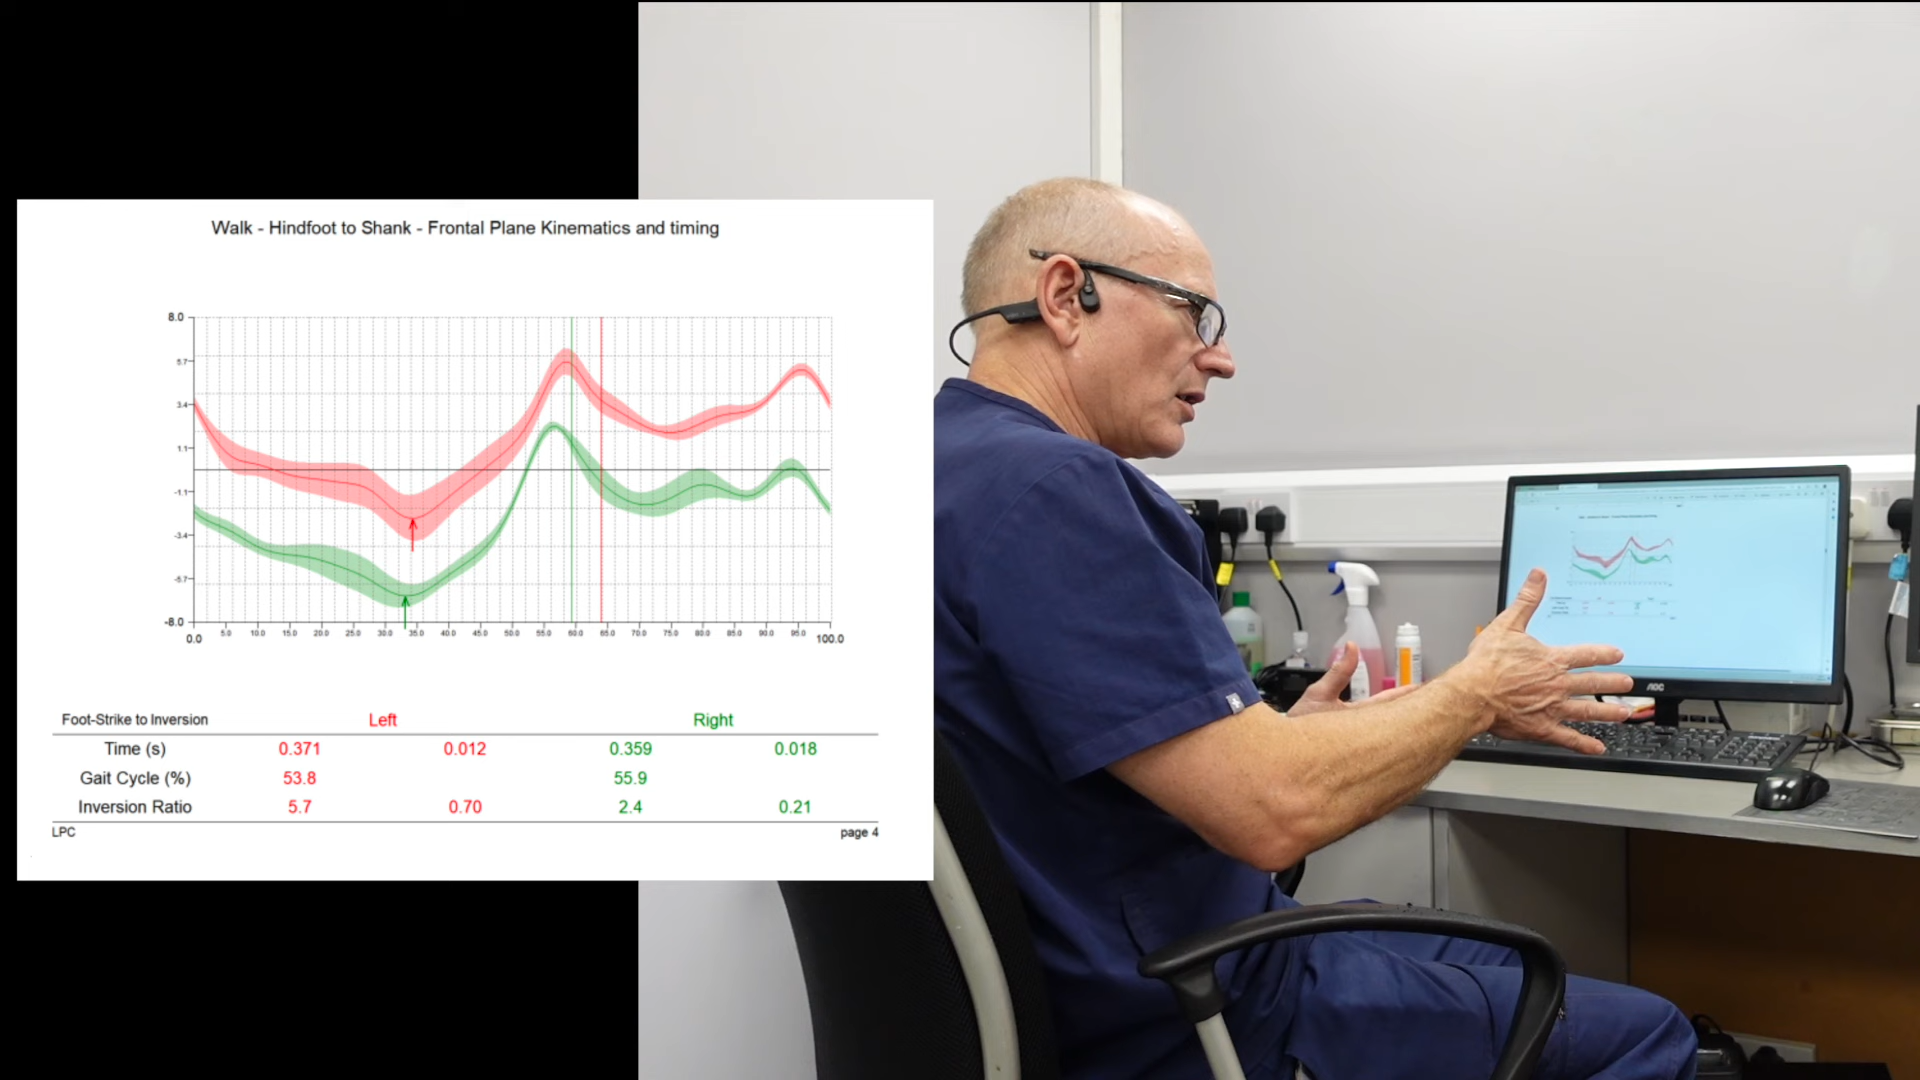 Walk - Hindfoot to Shank - Frontal Plane Kinematics and timing
8.0
5.7
3.4
1.1
-1.1
-3.4
-5.7
-8.0
0.0 5.0 10.0 15.0 20.0 25.0 30.0 35.0 40.0 45.0 50.0 55.0 60.0 65.0 70.0 75.0 80.0 85.0 90.0 95.0 100.0
Foot-Strike to Inversion Left Right
Time (s) 0.371 0.012 0.359 0.018
Gait Cycle (%) 53.8 55.9
Inversion Ratio 5.7 0.70 2.4 0.21
LPC page 4
AOC